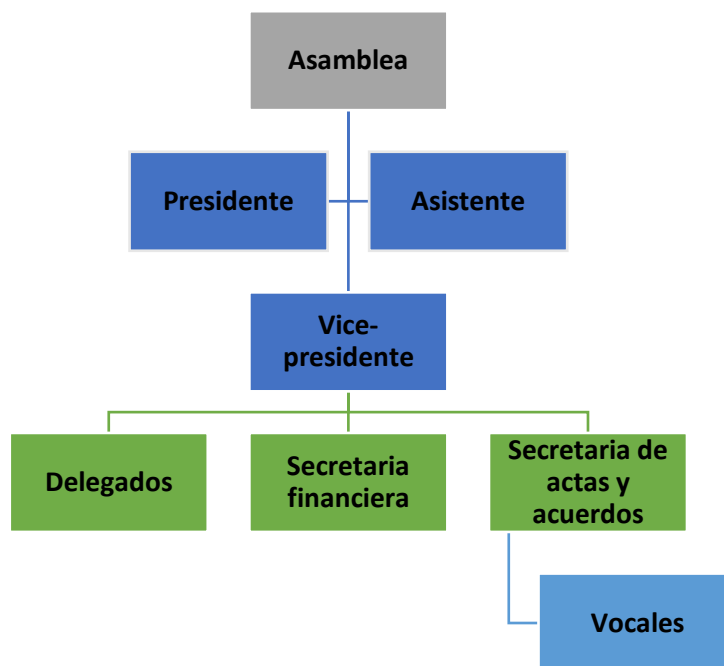 Asamblea
Presidente
Asistente
Vice-
presidente
Delegados
Secretaria
financiera
Secretaria de
actas y
acuerdos
Vocales